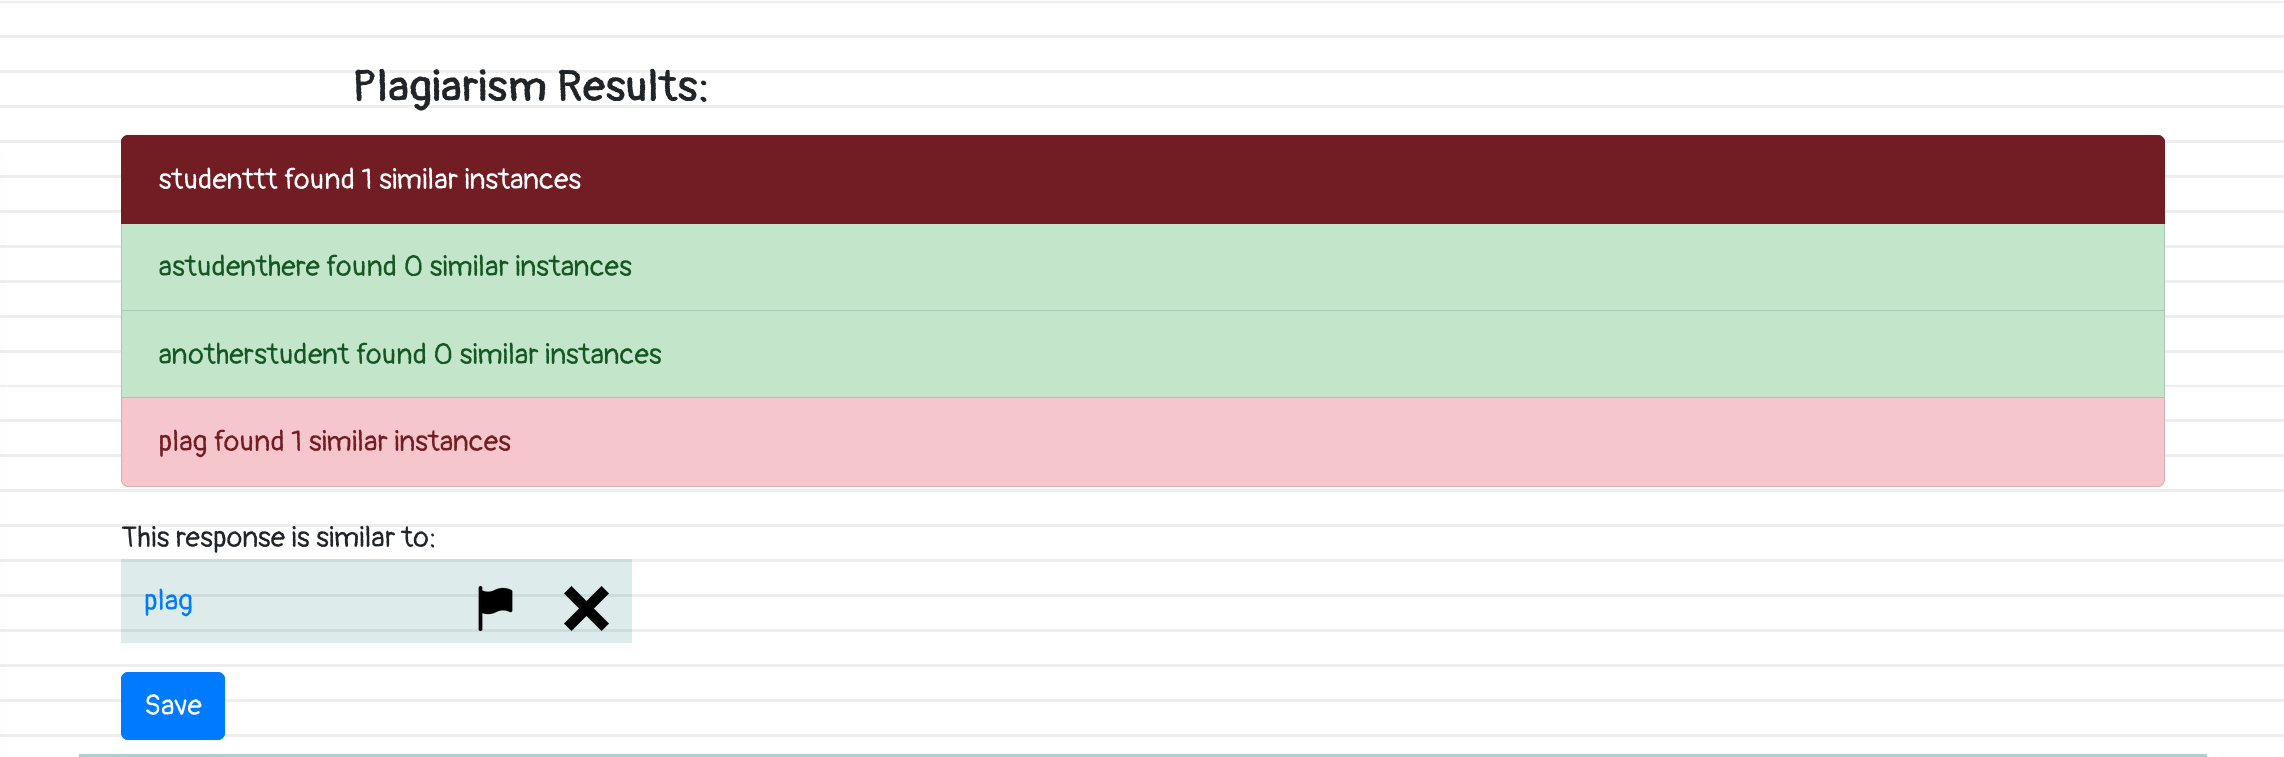 Plagiarism Results:
studenttt found 1 similar instances
astudenthere found 0 similar instances
anotherstudent found 0 similar instances
plag found 1 similar instances
This response is similar to:
plag
Save